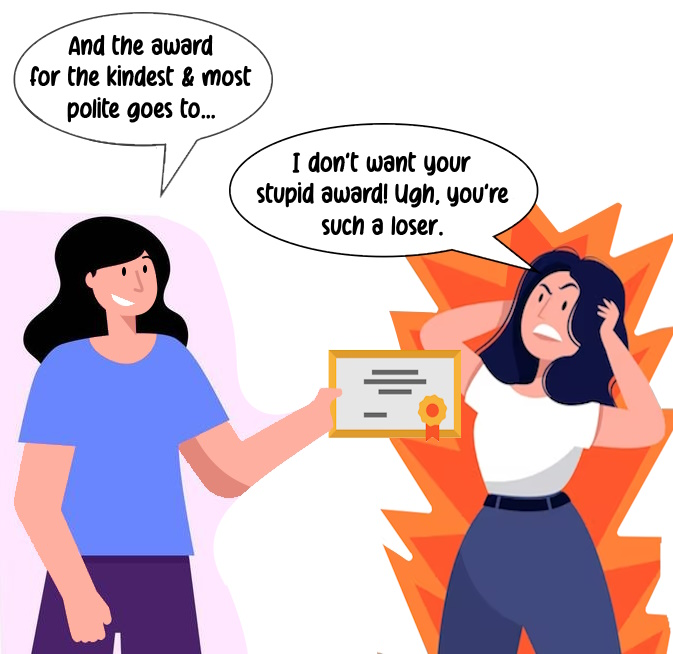 And the award
for the kindest & most
polite goes to...
I don't want your
stupid award! Ugh, you're
such a loser.